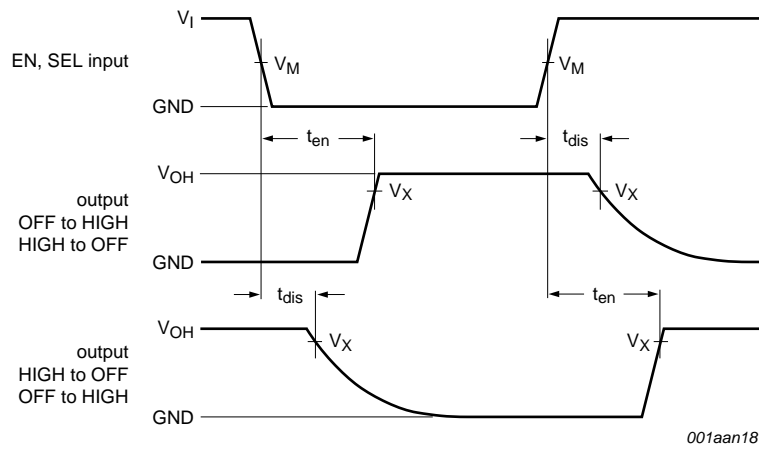 V_I
EN, SEL input
V_M
V_M
GND
t_en
t_dis
V_OH
output
OFF to HIGH
HIGH to OFF
V_X
V_X
GND
t_dis
t_en
V_OH
output
HIGH to OFF
OFF to HIGH
V_X
V_X
GND
001aan18